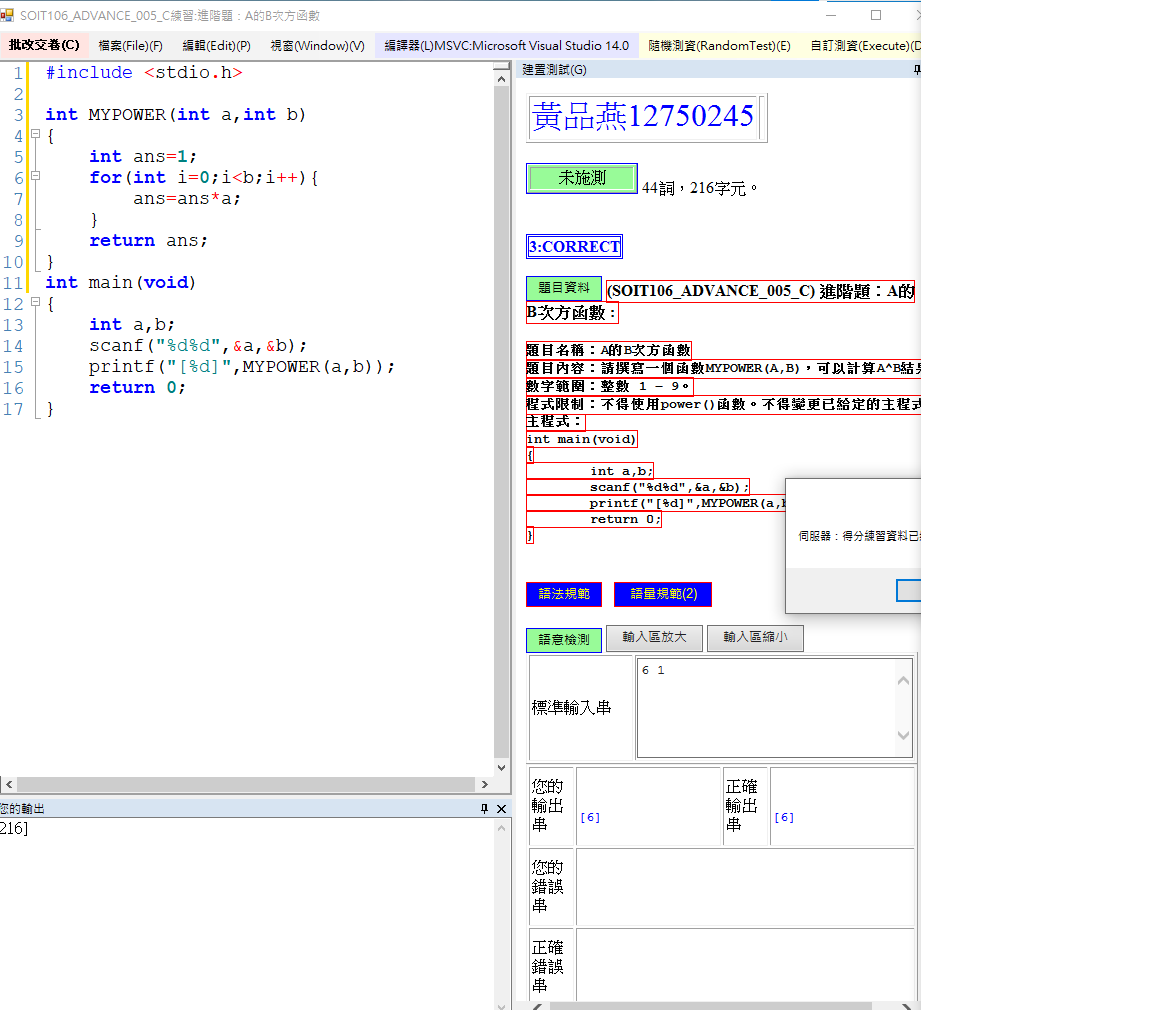 SOIT106_ADVANCE_005_C練習:進階題：A的B次方函數
批改交卷(C) 檔案(File)(F) 編輯(Edit)(P) 視窗(Window)(V) 編譯器(L)MSVC:Microsoft Visual Studio 14.0 隨機測資(RandomTest)(E) 自訂測資(Execute)(D
1 #include <stdio.h>
2
3 int MYPOWER(int a,int b)
4 {
5 int ans=1;
6 for(int i=0;i<b;i++){
7 ans=ans*a;
8 }
9 return ans;
10 }
11 int main(void)
12 {
13 int a,b;
14 scanf("%d%d",&a,&b);
15 printf("[%d]",MYPOWER(a,b));
16 return 0;
17 }
您的輸出
216]
建置測試(G)
黃品燕12750245
未施測 44詞，216字元。
3:CORRECT
題目資料 (SOIT106_ADVANCE_005_C) 進階題：A的
B次方函數：
題目名稱：A的B次方函數
題目內容：請撰寫一個函數MYPOWER(A,B)，可以計算A^B結果
數字範圍：整數 1 – 9。
程式限制：不得使用power()函數。不得變更已給定的主程式
主程式：
int main(void)
{
int a,b;
scanf("%d%d",&a,&b);
printf("[%d]",MYPOWER(a,b
return 0;
}
伺服器：得分練習資料已
語法規範 語量規範(2)
語意檢測 輸入區放大 輸入區縮小
標準輸入串 6 1
您的輸出串 [6] 正確輸出串 [6]
您的錯誤串
正確錯誤串